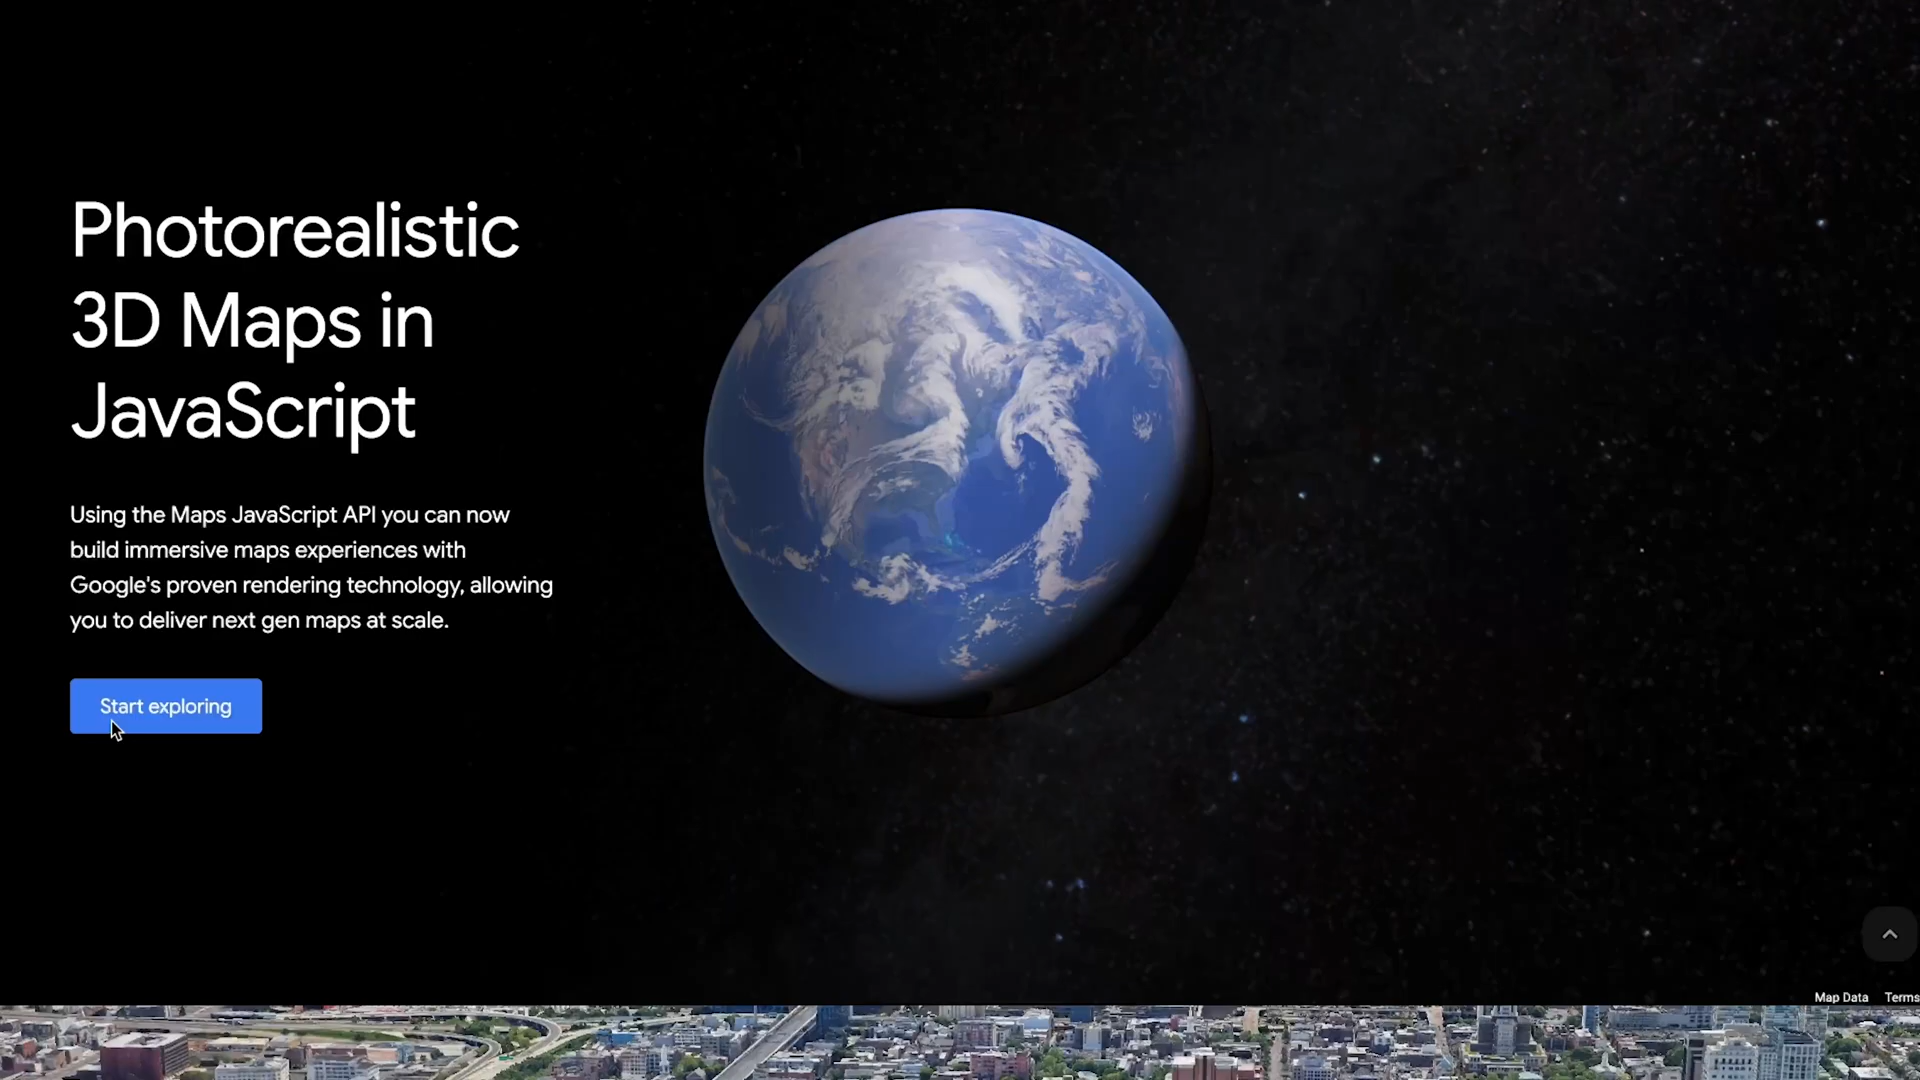 Photorealistic
3D Maps in
JavaScript
Using the Maps JavaScript API you can now
build immersive maps experiences with
Google's proven rendering technology, allowing
you to deliver next gen maps at scale.
Start exploring
Map Data Terms